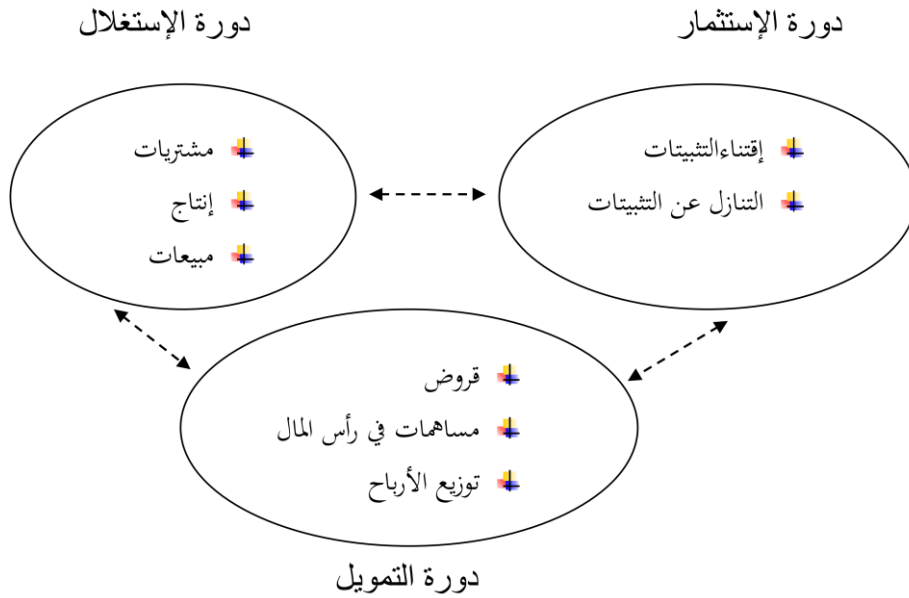 دورة الإستثمار
دورة الإستغلال
إقتناءالتثبيتات
التنازل عن التثبيتات
مشتريات
إنتاج
مبيعات
قروض
مساهمات في رأس المال
توزيع الأرباح
دورة التمويل